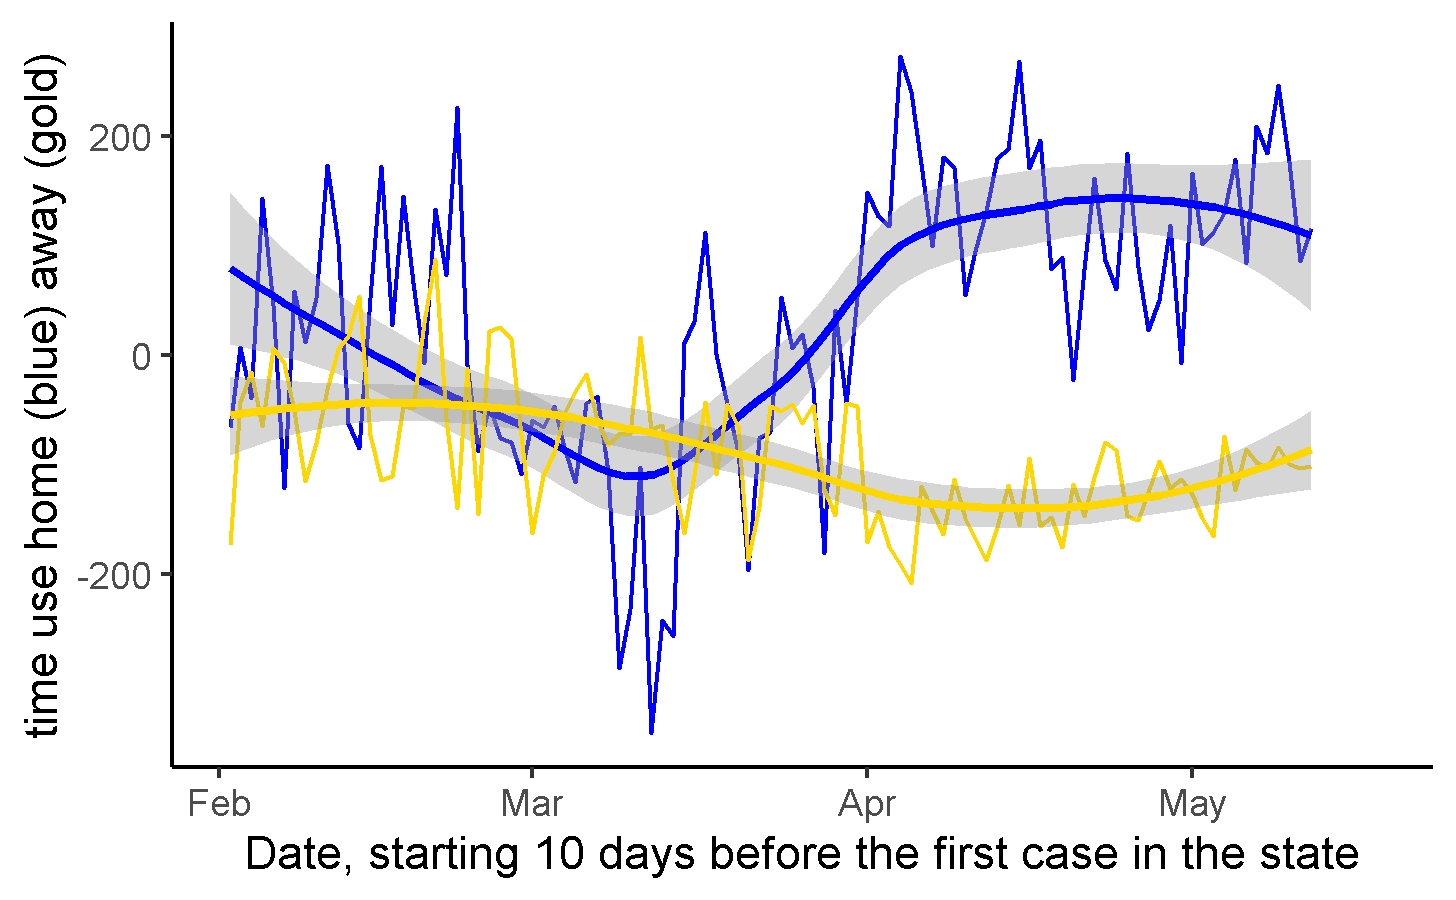 time use home (blue) away (gold)
200
0
-200
Feb Mar Apr May
Date, starting 10 days before the first case in the state